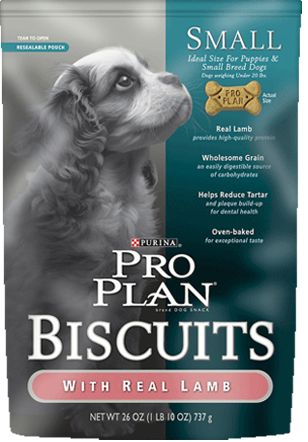 TEAR TO OPEN
RESEALABLE POUCH
SMALL
Ideal Size For Puppies &
Small Breed Dogs
Dogs weighing Under 20 lbs.
PRO
PLAN
Actual
Size
Real Lamb
provides high-quality protein
Wholesome Grain
an easily digestible source
of carbohydrates
Helps Reduce Tartar
and plaque build-up
for dental health
Oven-baked
for exceptional taste
PURINA
PRO
PLAN®
brand DOG SNACK
BISCUITS
WITH REAL LAMB
NET WT 26 OZ (1 LB 10 OZ) 737 g